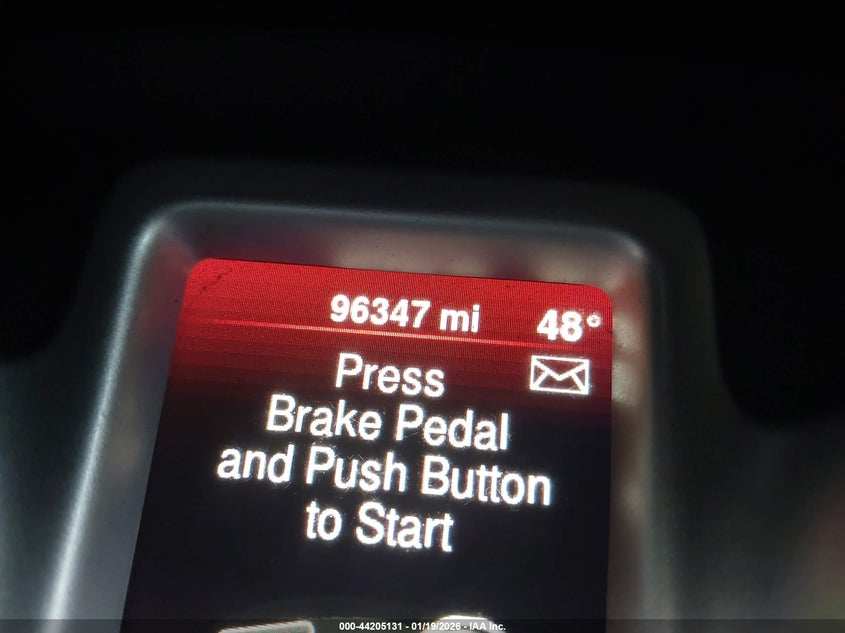 96347 mi 48°
Press
Brake Pedal
and Push Button
to Start
000-44205131 - 01/19/2026 - IAA Inc.